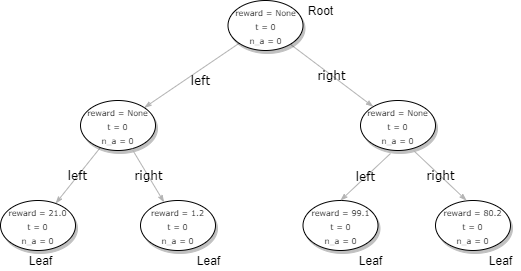 reward = None
t = 0
n_a = 0
Root
left
right
reward = None
t = 0
n_a = 0
reward = None
t = 0
n_a = 0
left
right
left
right
reward = 21.0
t = 0
n_a = 0
Leaf
reward = 1.2
t = 0
n_a = 0
Leaf
reward = 99.1
t = 0
n_a = 0
Leaf
reward = 80.2
t = 0
n_a = 0
Leaf